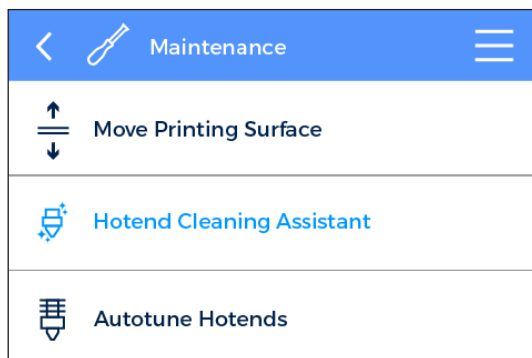 Maintenance
Move Printing Surface
Hotend Cleaning Assistant
Autotune Hotends